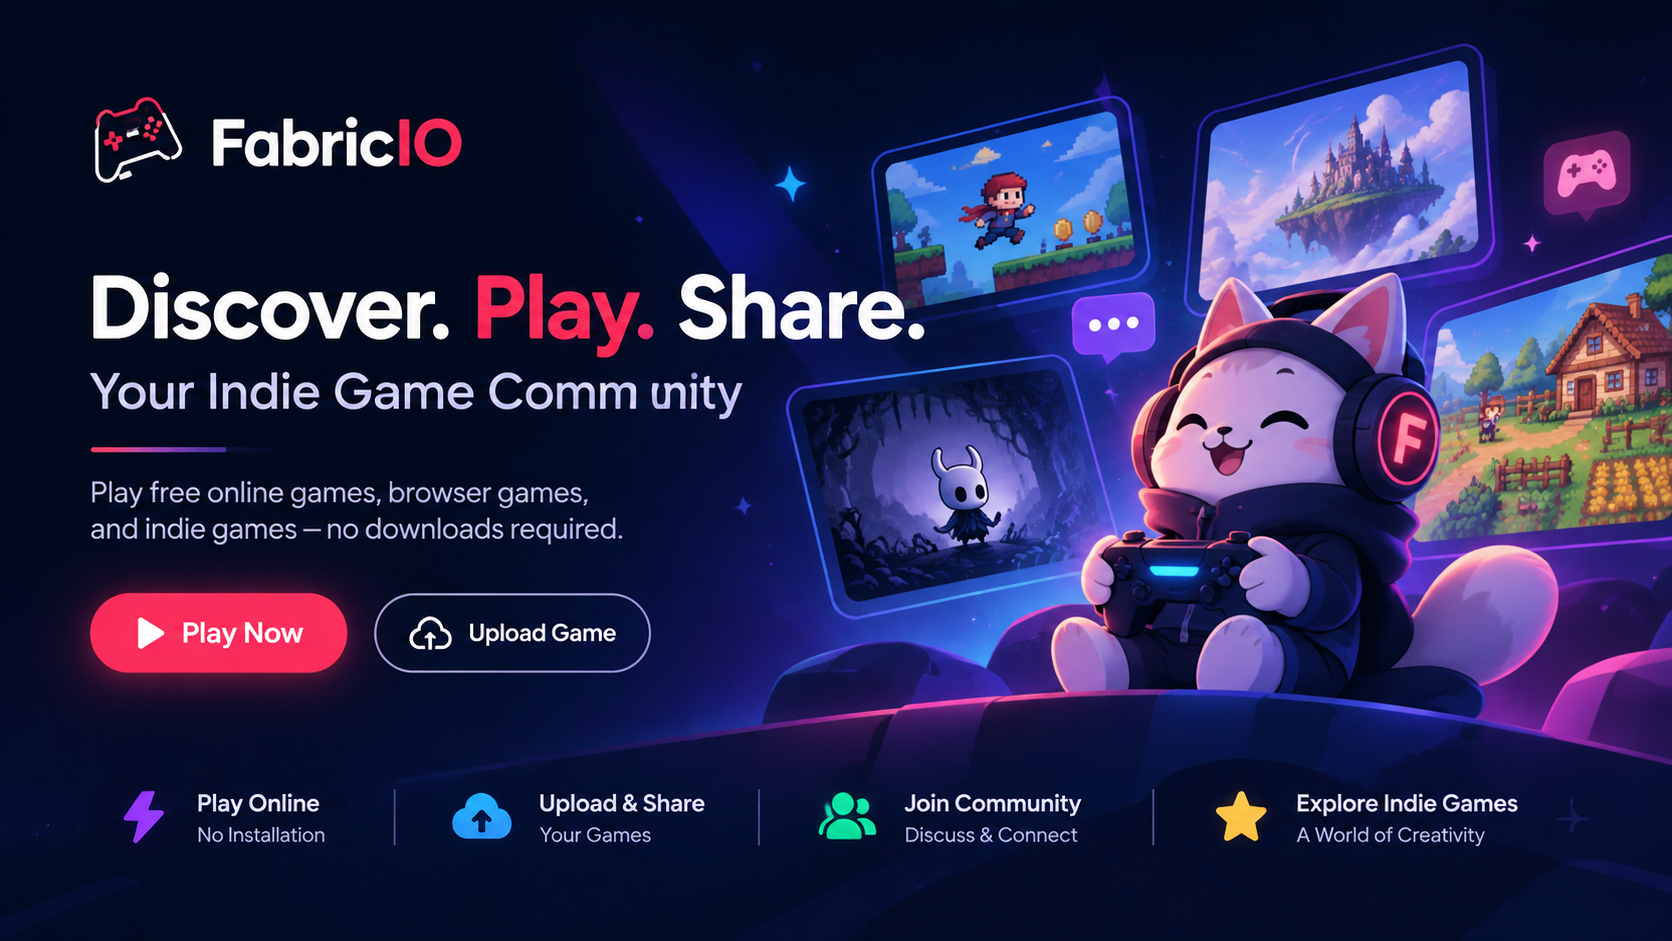 FabricIO
Discover. Play. Share.
Your Indie Game Comm unity
Play free online games, browser games,
and indie games — no downloads required.
Play Now
Upload Game
F
Play Online
No Installation
Upload & Share
Your Games
Join Community
Discuss & Connect
Explore Indie Games
A World of Creativity